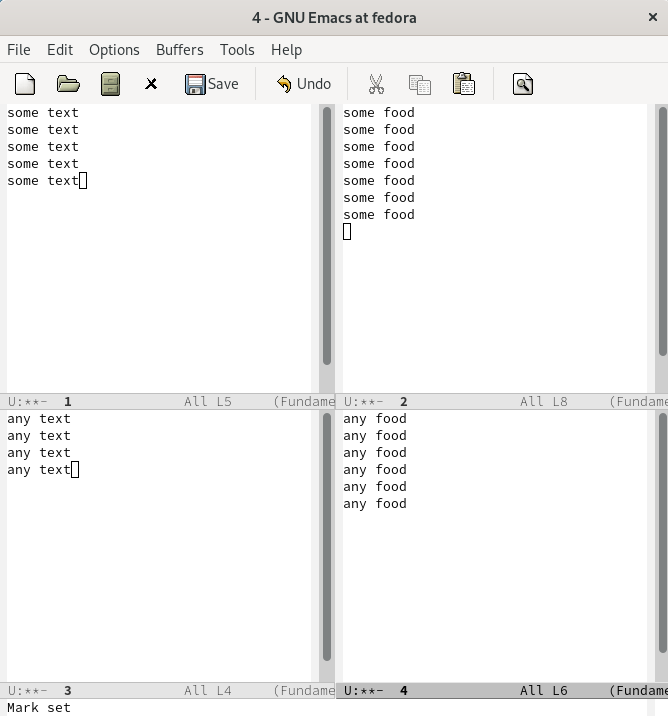 4 - GNU Emacs at fedora
File Edit Options Buffers Tools Help
Save Undo
some text
some text
some text
some text
some text
U:**- 1 All L5 (Fundame
some food
some food
some food
some food
some food
some food
some food
U:**- 2 All L8 (Fundame
any text
any text
any text
any text
U:**- 3 All L4 (Fundame
any food
any food
any food
any food
any food
any food
U:**- 4 All L6 (Fundame
Mark set